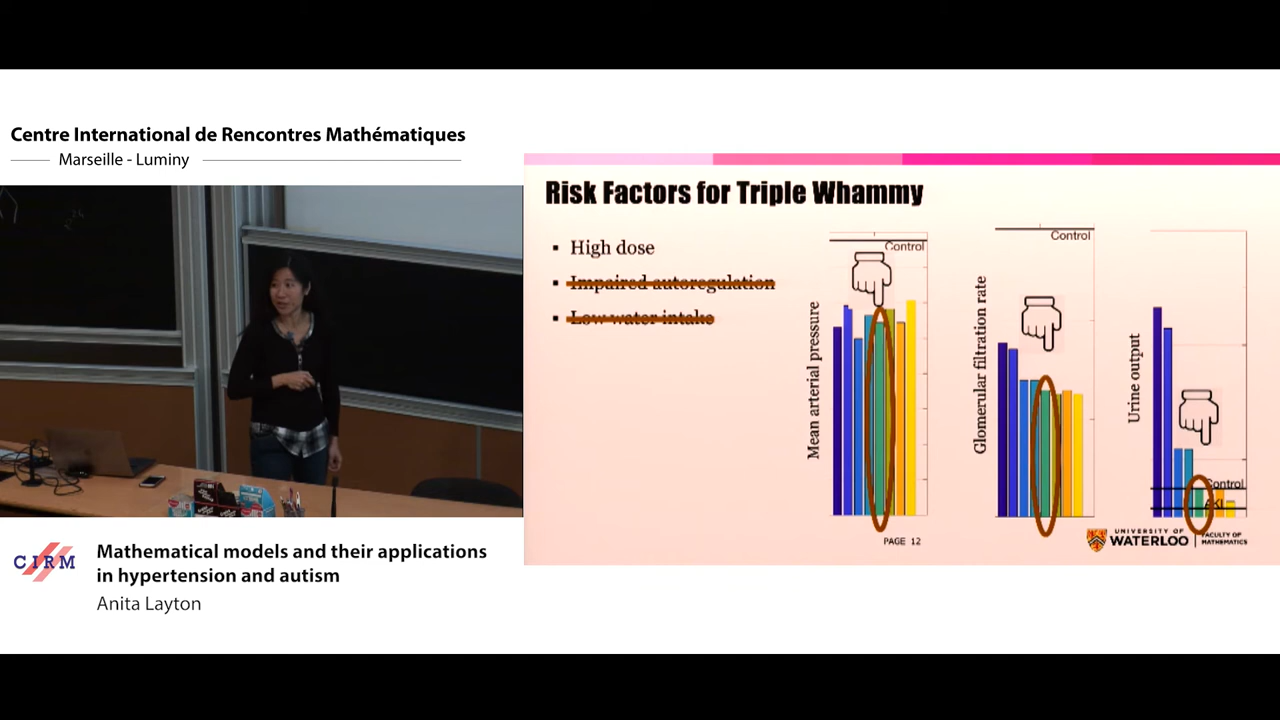 Centre International de Rencontres Mathématiques
Marseille - Luminy
Risk Factors for Triple Whammy
▪ High dose
▪ Impaired autoregulation
▪ Low water intake
Mean arterial pressure
Control
Glomerular filtration rate
Control
Urine output
Control
AKI
PAGE 12
UNIVERSITY OF
WATERLOO
FACULTY OF
MATHEMATICS
CIRM
Mathematical models and their applications
in hypertension and autism
Anita Layton